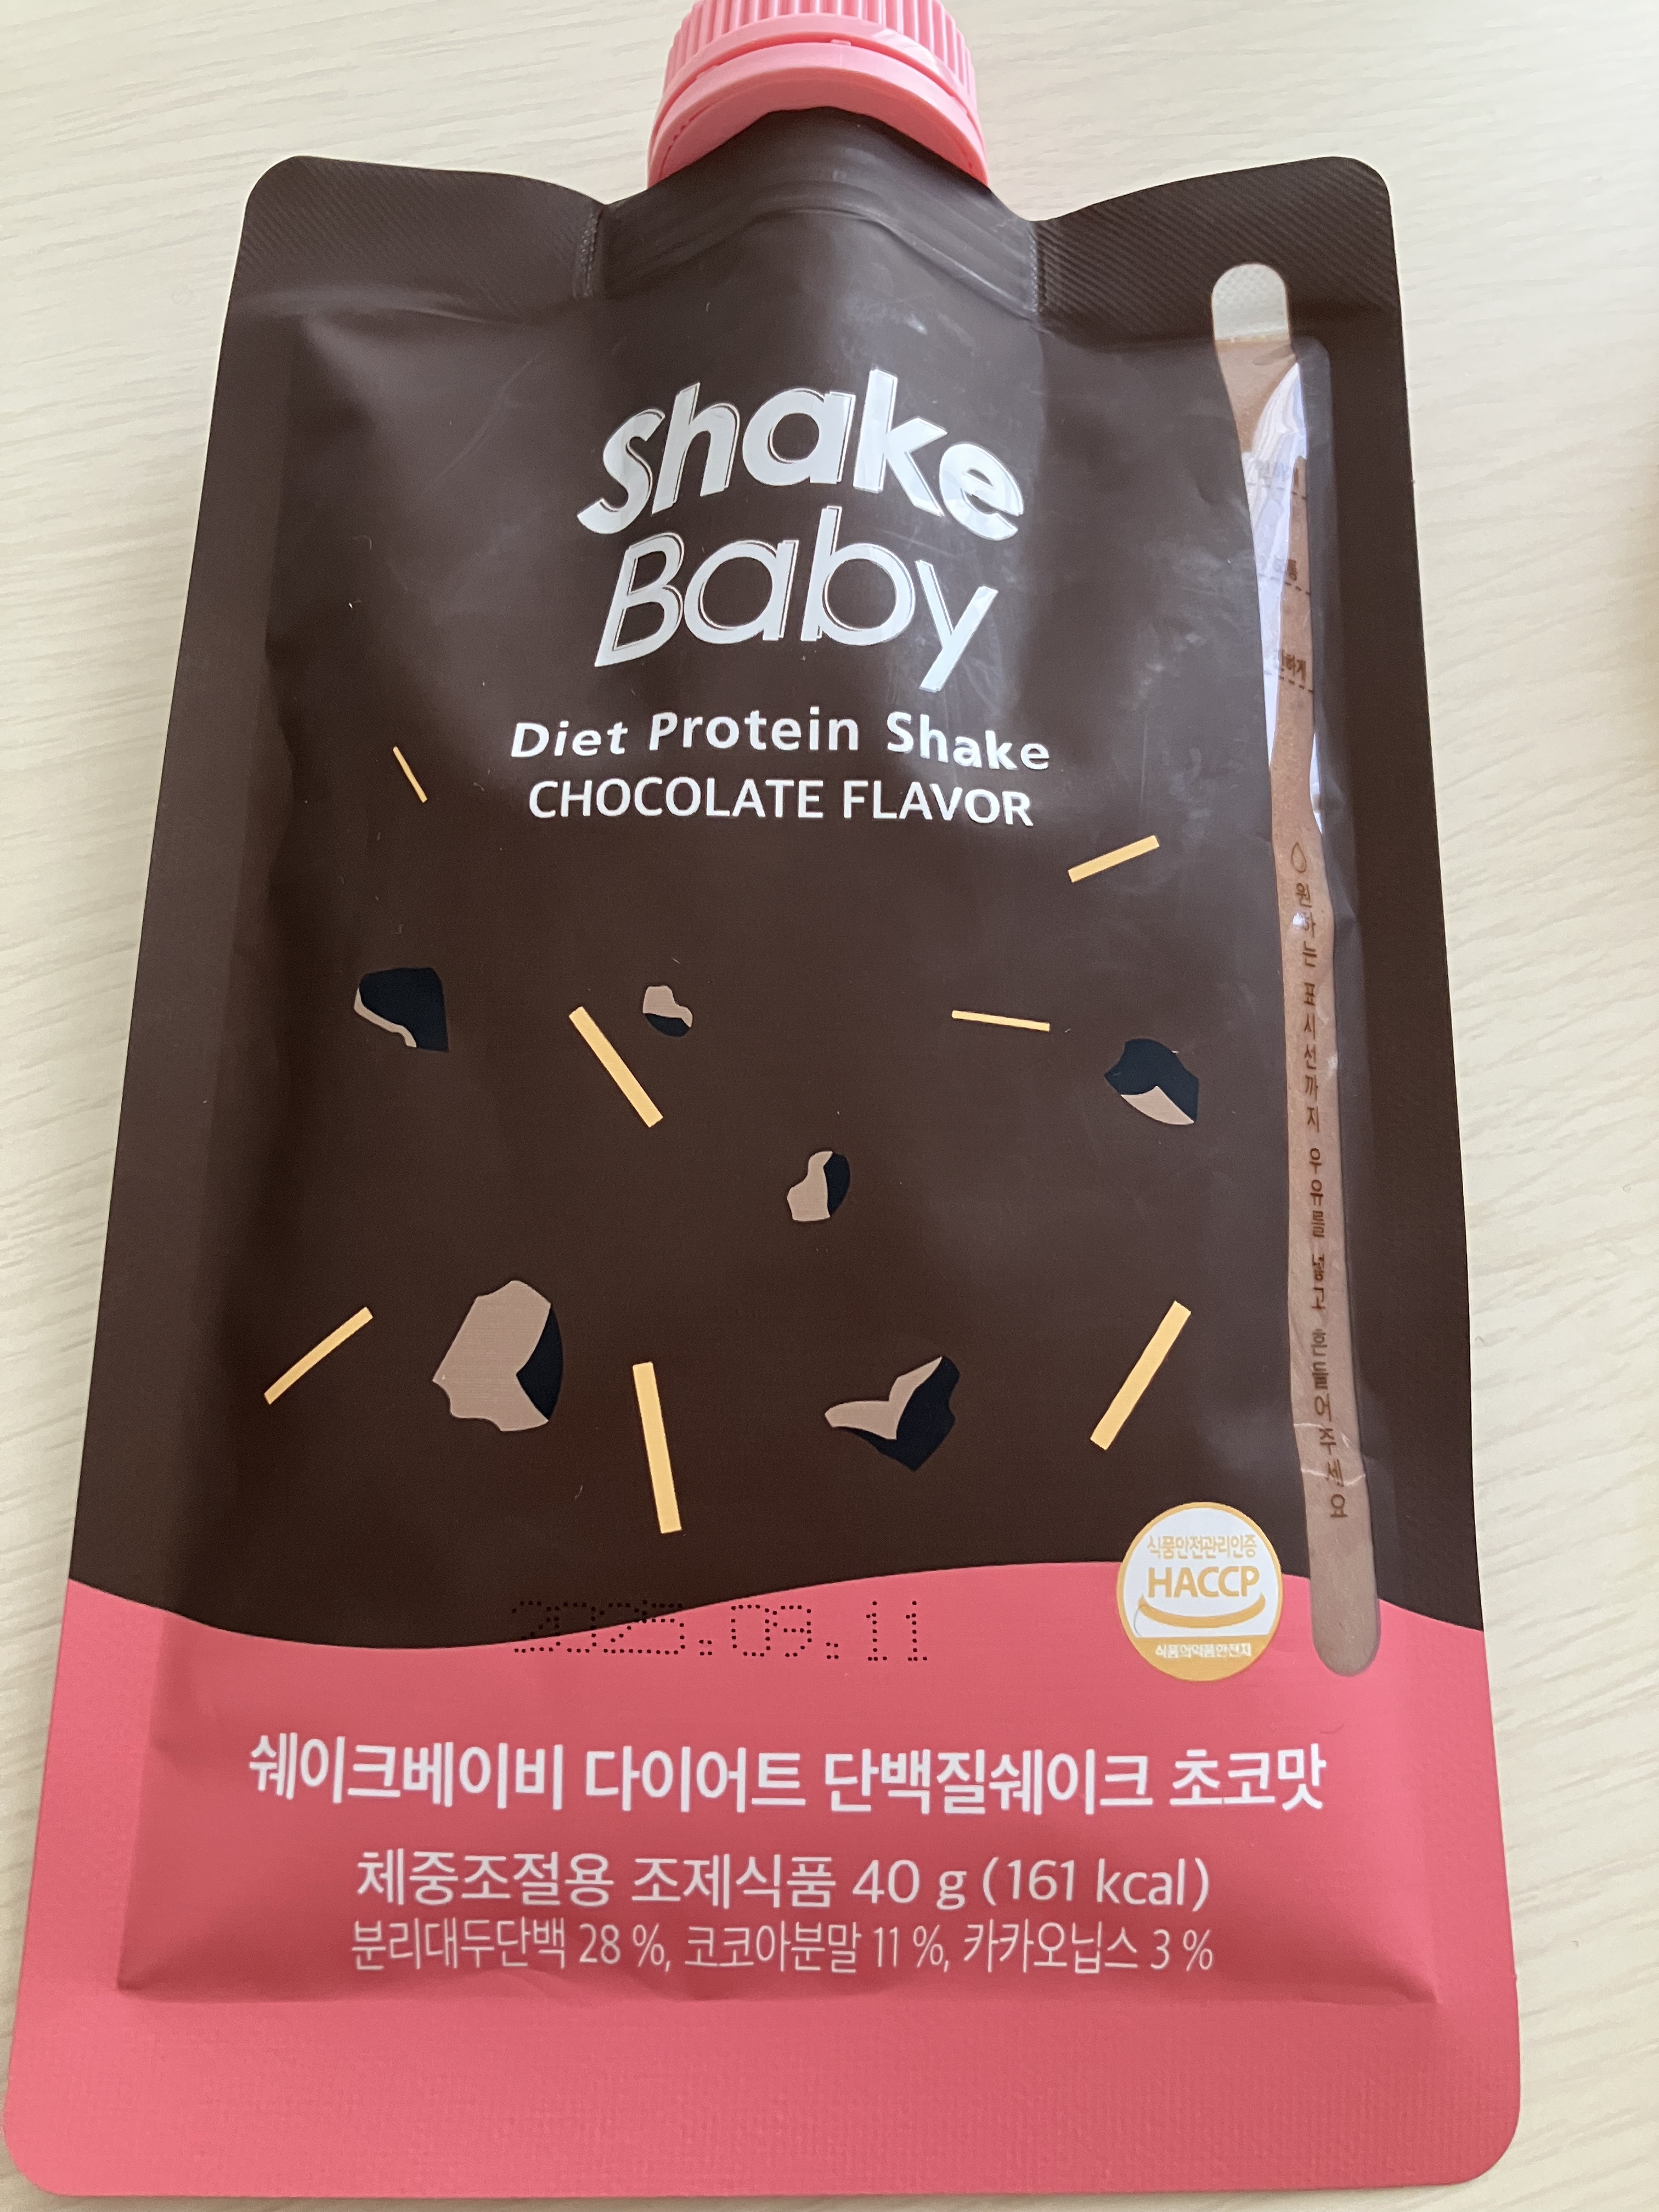 shake
Baby
Diet Protein Shake
CHOCOLATE FLAVOR
원하는 표시선까지 우유를 넣고 흔들어주세요
식품안전관리인증
HACCP
식품의약품안전처
2025.09.11
쉐이크베이비 다이어트 단백질쉐이크 초코맛
체중조절용 조제식품 40 g (161 kcal)
분리대두단백 28 %, 코코아분말 11 %, 카카오닙스 3 %